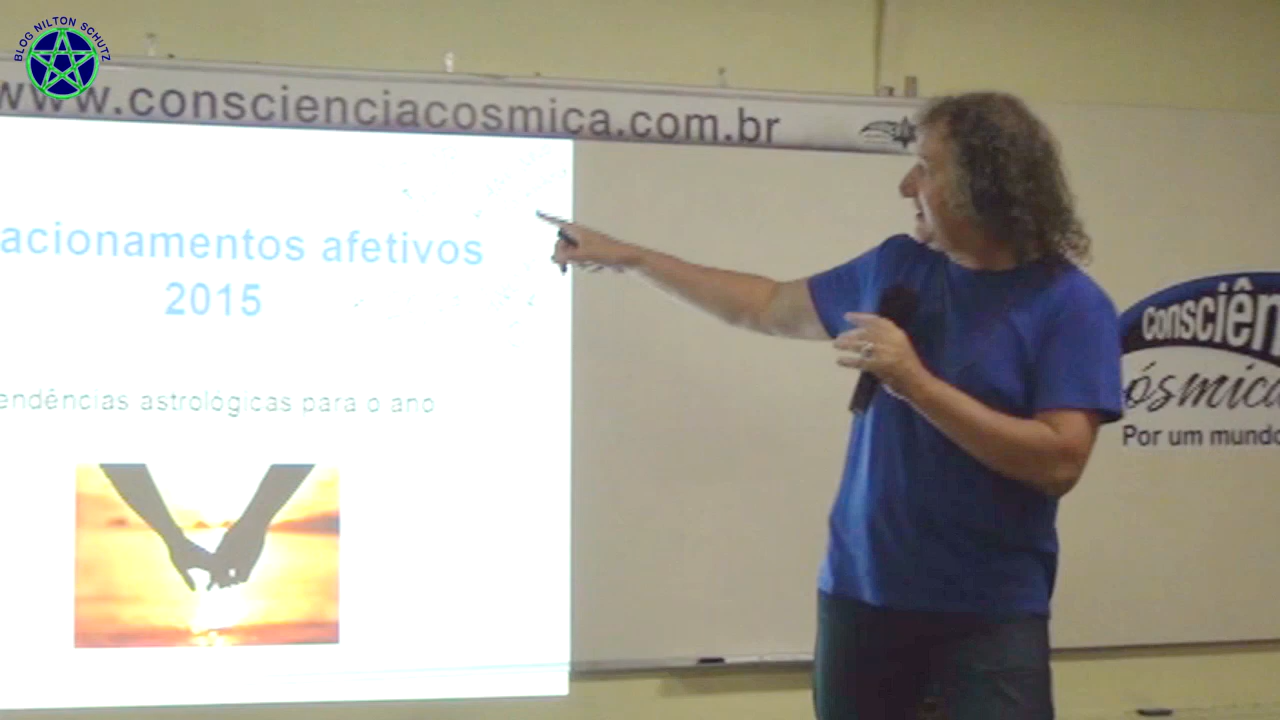 BLOG NILTON SCHUTZ
www.conscienciacosmica.com.br
acionamentos afetivos
2015
endências astrológicas para o ano
consciên
ósmica
Por um mundo